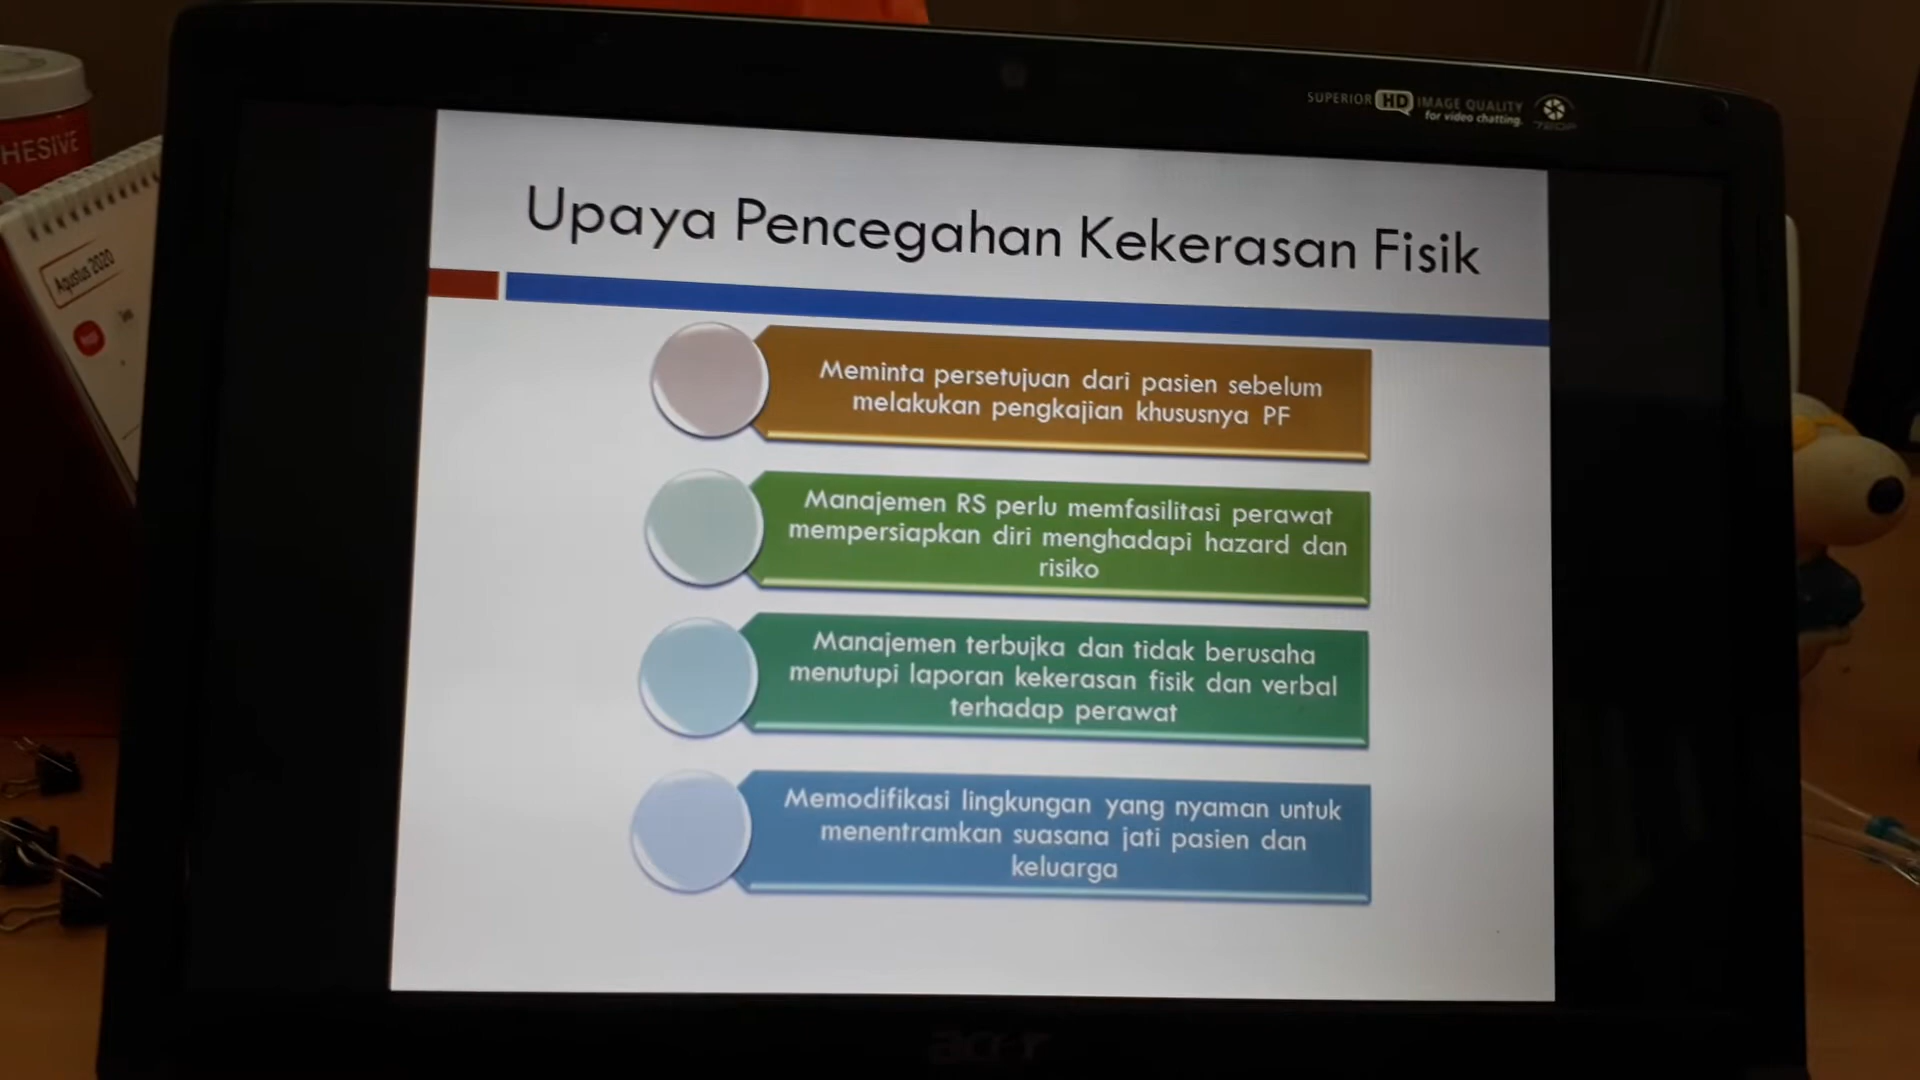 SUPERIOR HD IMAGE QUALITY
for video chatting.
HESIVE
Agustus 2020
Upaya Pencegahan Kekerasan Fisik
Meminta persetujuan dari pasien sebelum
melakukan pengkajian khususnya PF
Manajemen RS perlu memfasilitasi perawat
mempersiapkan diri menghadapi hazard dan
risiko
Manajemen terbujka dan tidak berusaha
menutupi laporan kekerasan fisik dan verbal
terhadap perawat
Memodifikasi lingkungan yang nyaman untuk
menentramkan suasana jati pasien dan
keluarga
acer